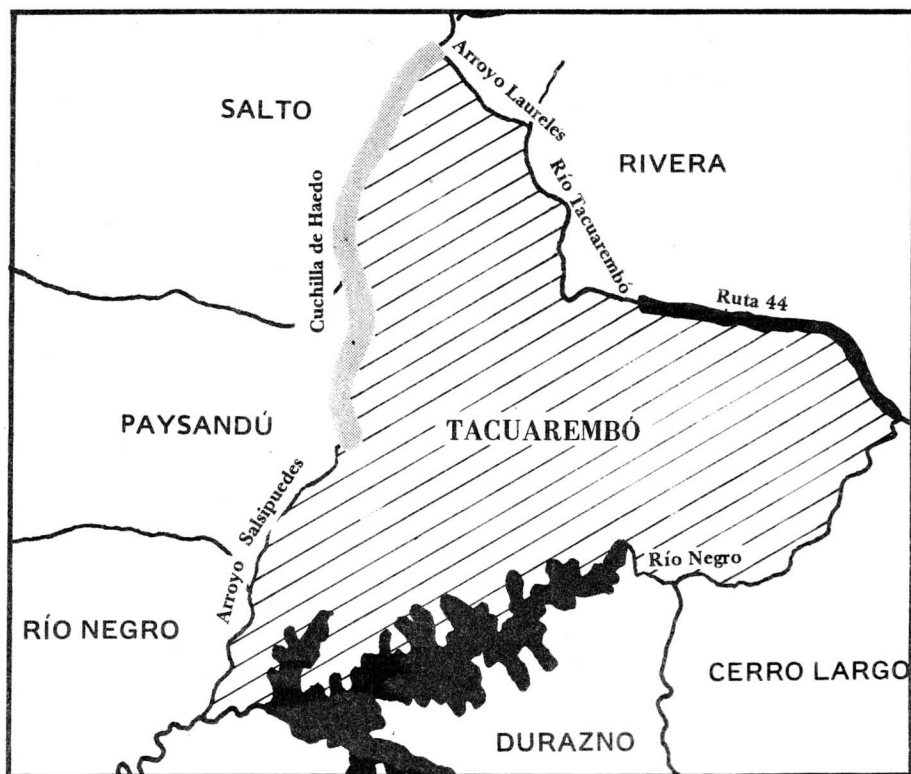 SALTO
Arroyo Laureles
RIVERA
Río Tacuarembó
Cuchilla de Haedo
Ruta 44
PAYSANDÚ
TACUAREMBÓ
Arroyo Salsipuedes
Río Negro
RÍO NEGRO
CERRO LARGO
DURAZNO